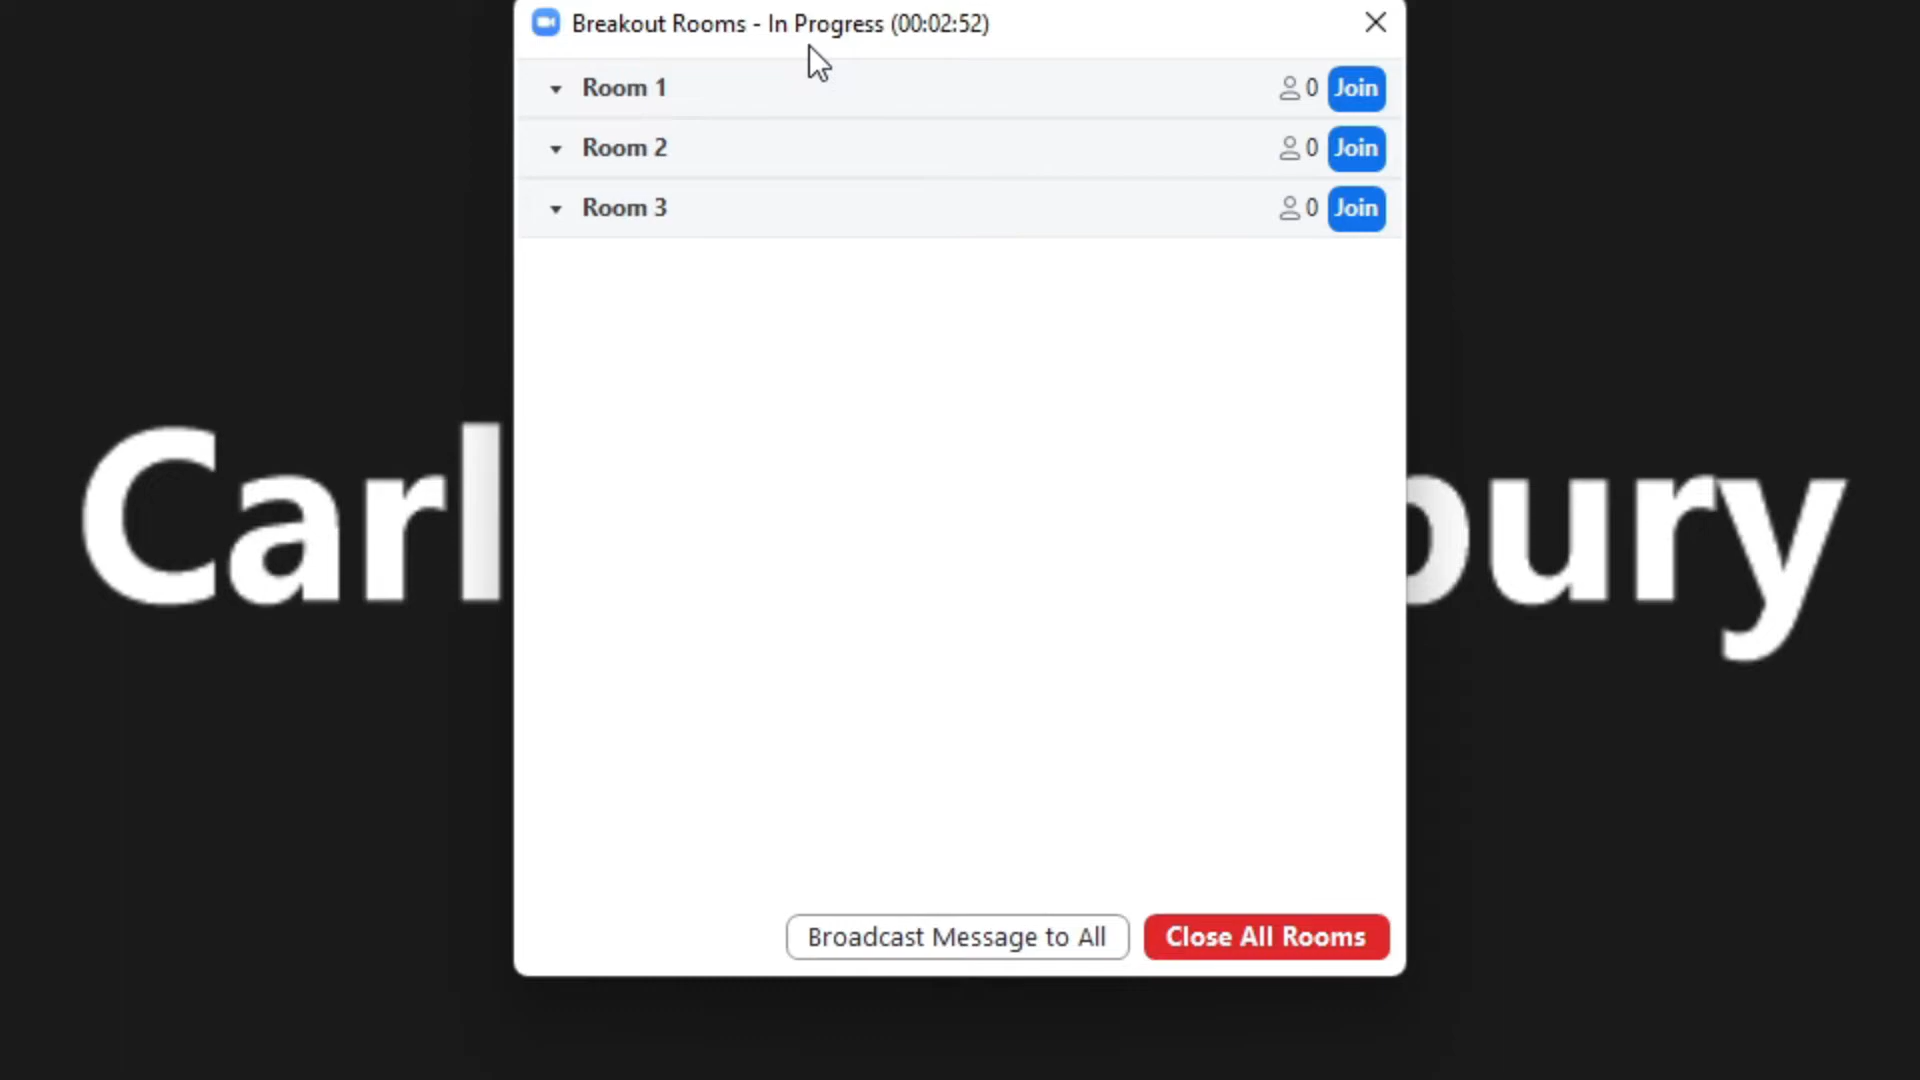 Breakout Rooms - In Progress (00:02:52)
Room 1 0 Join
Room 2 0 Join
Room 3 0 Join
Carl bury
Broadcast Message to All Close All Rooms